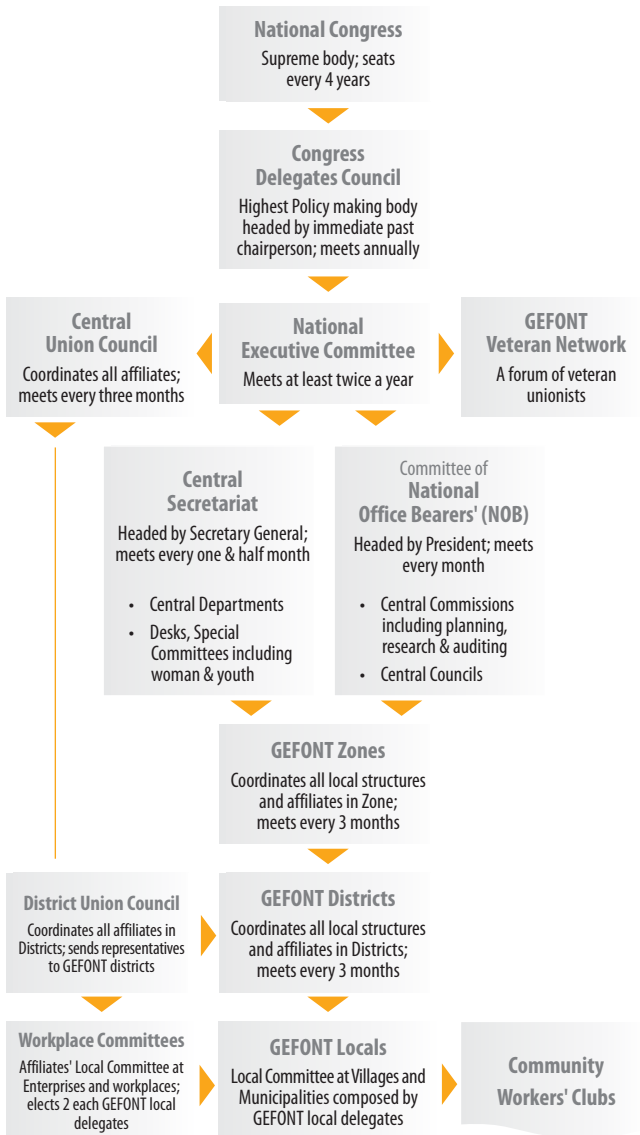 National Congress
Supreme body; seats
every 4 years
Congress
Delegates Council
Highest Policy making body
headed by immediate past
chairperson; meets annually
Central
Union Council
Coordinates all affiliates;
meets every three months
National
Executive Committee
Meets at least twice a year
GEFONT
Veteran Network
A forum of veteran
unionists
Central
Secretariat
Headed by Secretary General;
meets every one & half month
• Central Departments
• Desks, Special
Committees including
woman & youth
Committee of
National
Office Bearers' (NOB)
Headed by President; meets
every month
• Central Commissions
including planning,
research & auditing
• Central Councils
GEFONT Zones
Coordinates all local structures
and affiliates in Zone;
meets every 3 months
District Union Council
Coordinates all affiliates in
Districts; sends representatives
to GEFONT districts
GEFONT Districts
Coordinates all local structures
and affiliates in Districts;
meets every 3 months
Workplace Committees
Affiliates' Local Committee at
Enterprises and workplaces;
elects 2 each GEFONT local
delegates
GEFONT Locals
Local Committee at Villages and
Municipalities composed by
GEFONT local delegates
Community
Workers' Clubs